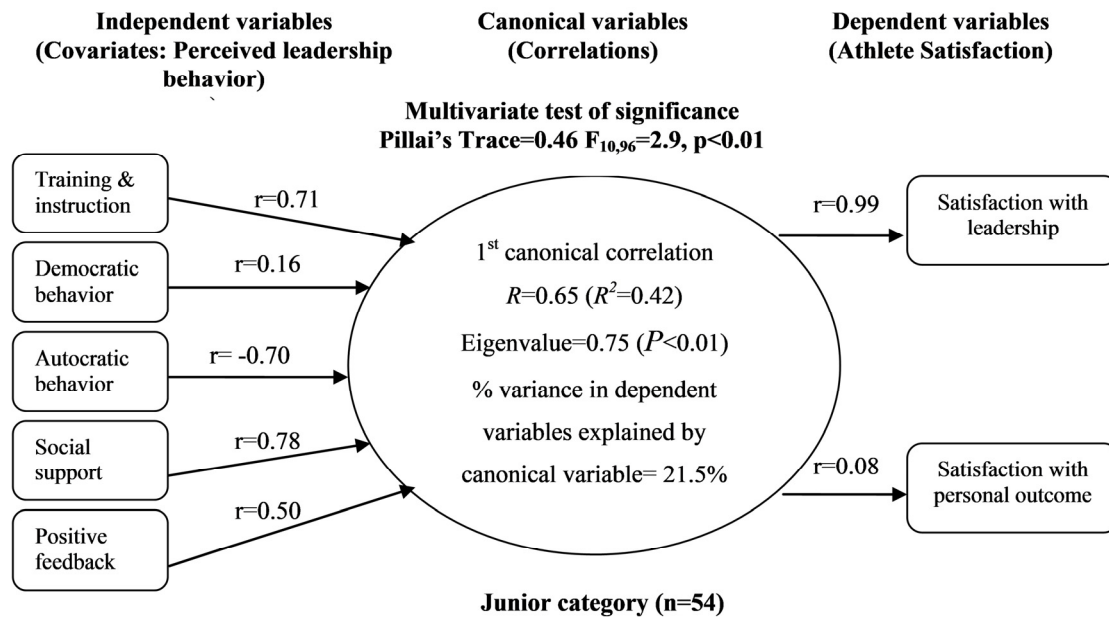 Independent variables
(Covariates: Perceived leadership
behavior)
`
Canonical variables
(Correlations)
Dependent variables
(Athlete Satisfaction)
Multivariate test of significance
Pillai's Trace=0.46 F10,96=2.9, p<0.01
Training &
instruction
r=0.71
Democratic
behavior
r=0.16
Autocratic
behavior
r= -0.70
Social
support
r=0.78
Positive
feedback
r=0.50
1st canonical correlation
R=0.65 (R²=0.42)
Eigenvalue=0.75 (P<0.01)
% variance in dependent
variables explained by
canonical variable= 21.5%
r=0.99
Satisfaction with
leadership
r=0.08
Satisfaction with
personal outcome
Junior category (n=54)